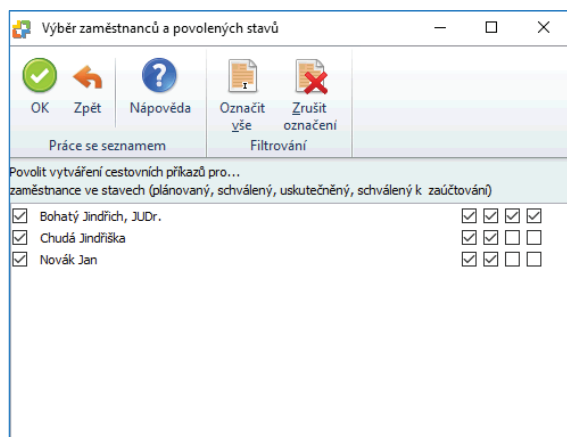 Výběr zaměstnanců a povolených stavů
OK
Zpět
Nápověda
Označit
vše
Zrušit
označení
Práce se seznamem
Filtrování
Povolit vytváření cestovních příkazů pro...
zaměstnance ve stavech (plánovaný, schválený, uskutečněný, schválený k zaúčtování)
Bohatý Jindřich, JUDr.
Chudá Jindřiška
Novák Jan